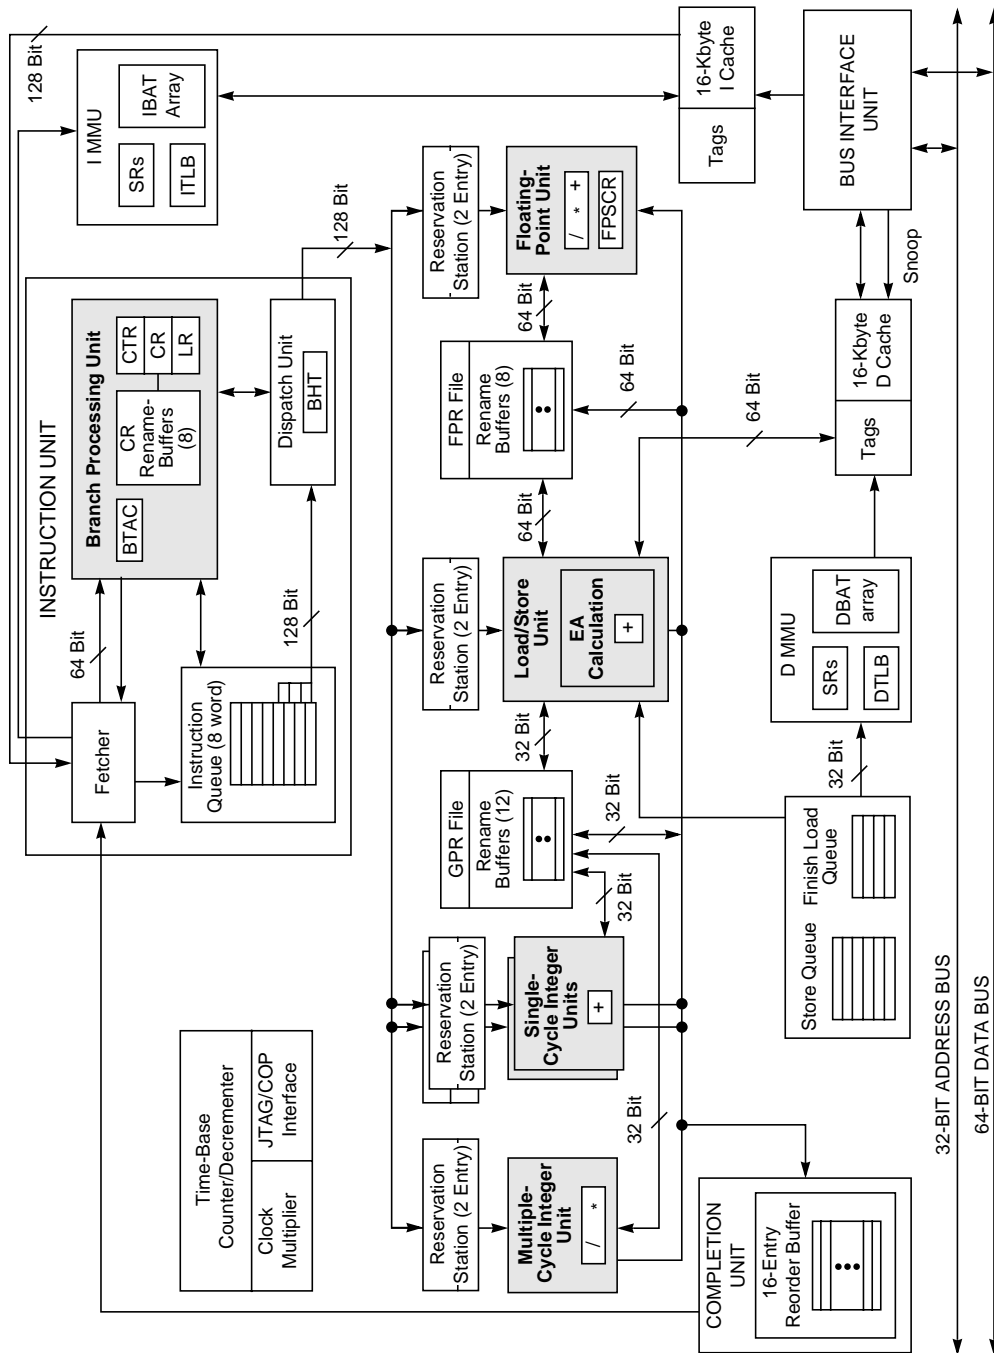 128 Bit
INSTRUCTION UNIT
Fetcher
64 Bit
Branch Processing Unit
BTAC
CR
Rename-
Buffers
(8)
CTR
CR
LR
Instruction
Queue (8 word)
128 Bit
Dispatch Unit
BHT
128 Bit
I MMU
SRs
ITLB
IBAT
Array
128 Bit
Time-Base
Counter/Decrementer
Clock
Multiplier
JTAG/COP
Interface
Reservation
Station (2 Entry)
Multiple-
Cycle Integer
Unit
/ *
32 Bit
Reservation
Station (2 Entry)
Single-
Cycle Integer
Units
+
32 Bit
GPR File
Rename
Buffers (12)
32 Bit
32 Bit
Reservation
Station (2 Entry)
Load/Store
Unit
EA
Calculation
+
64 Bit
FPR File
Rename
Buffers (8)
64 Bit
64 Bit
Reservation
Station (2 Entry)
Floating-
Point Unit
/ * +
FPSCR
64 Bit
Tags
16-Kbyte
I Cache
COMPLETION
UNIT
16-Entry
Reorder Buffer
Store Queue
Finish Load
Queue
32 Bit
D MMU
SRs
DTLB
DBAT
array
Tags
16-Kbyte
D Cache
Snoop
BUS INTERFACE
UNIT
32-BIT ADDRESS BUS
64-BIT DATA BUS